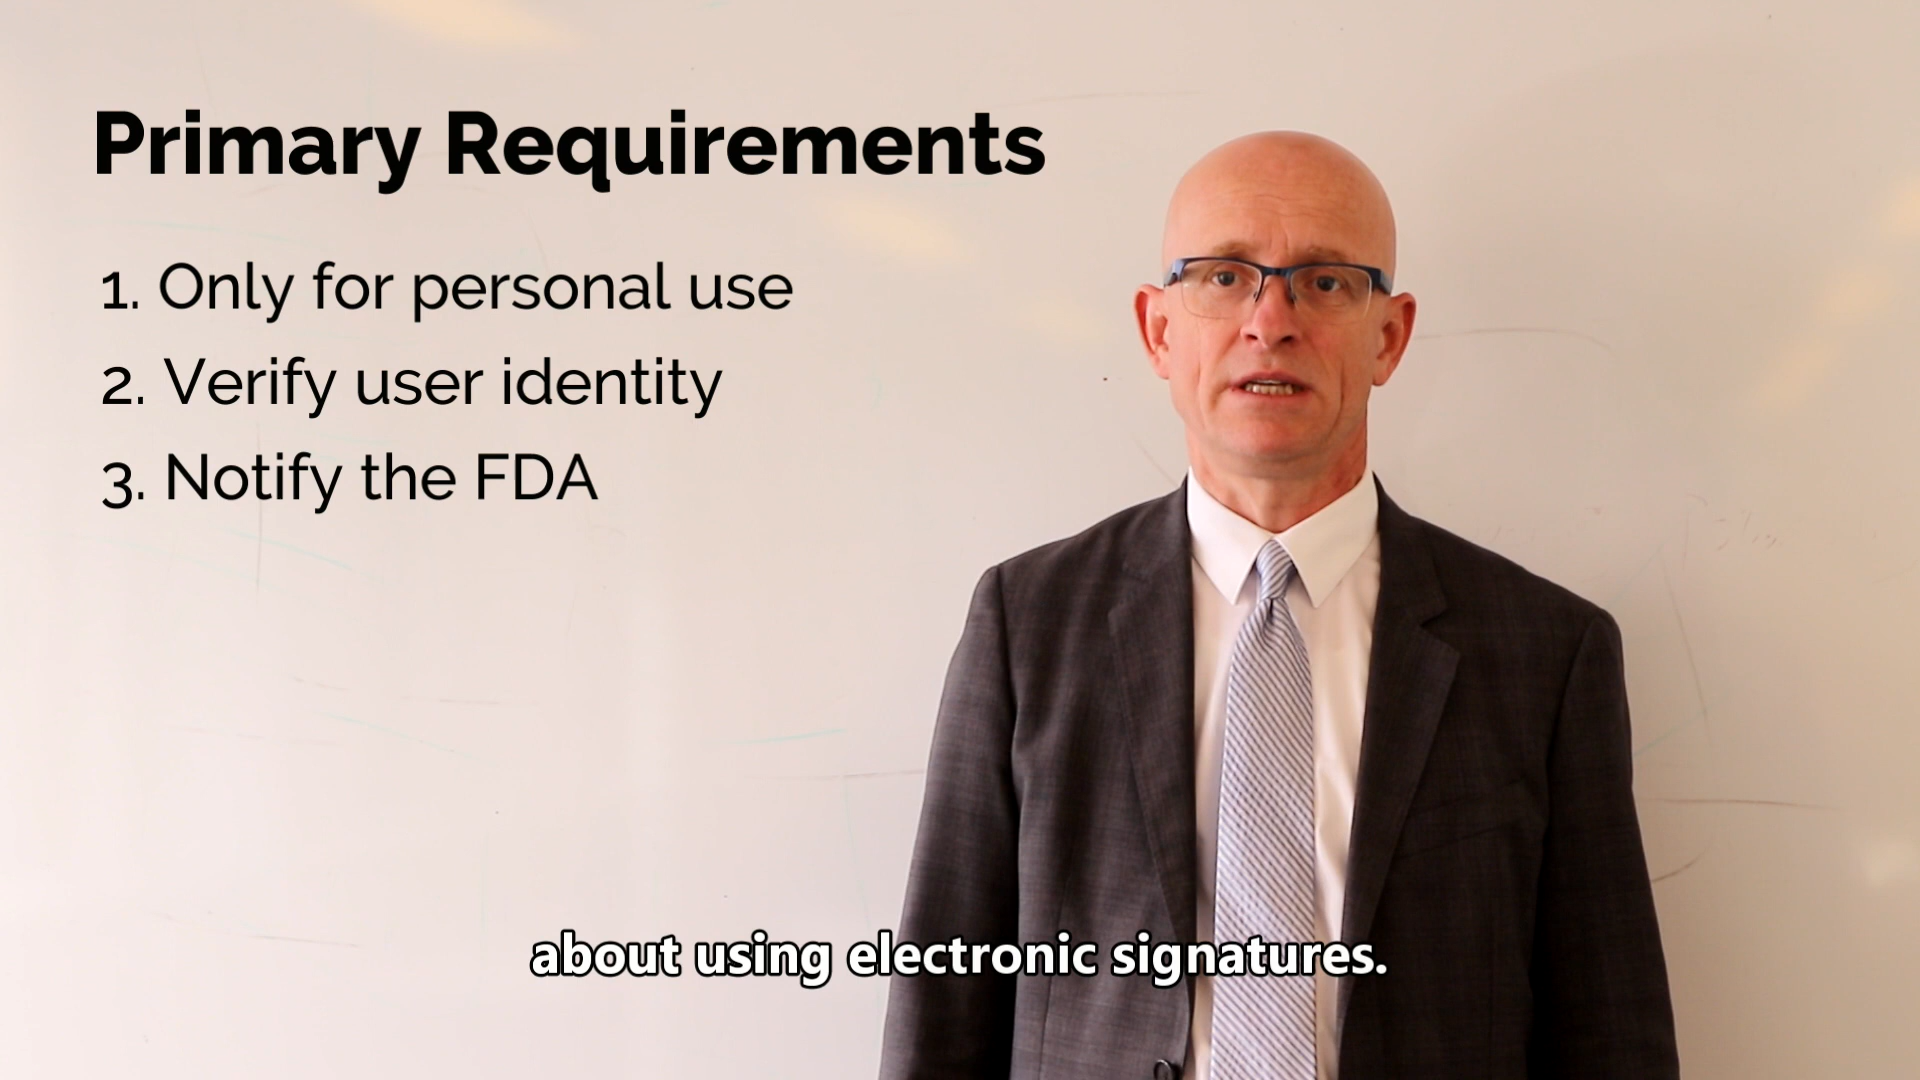 Primary Requirements
1. Only for personal use
2. Verify user identity
3. Notify the FDA
about using electronic signatures.